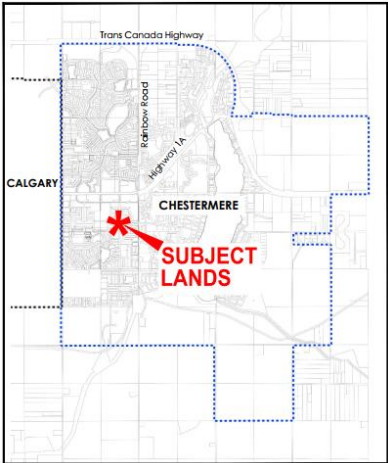 Trans Canada Highway
Rainbow Road
Highway 1A
CALGARY
CHESTERMERE
*
SUBJECT
LANDS